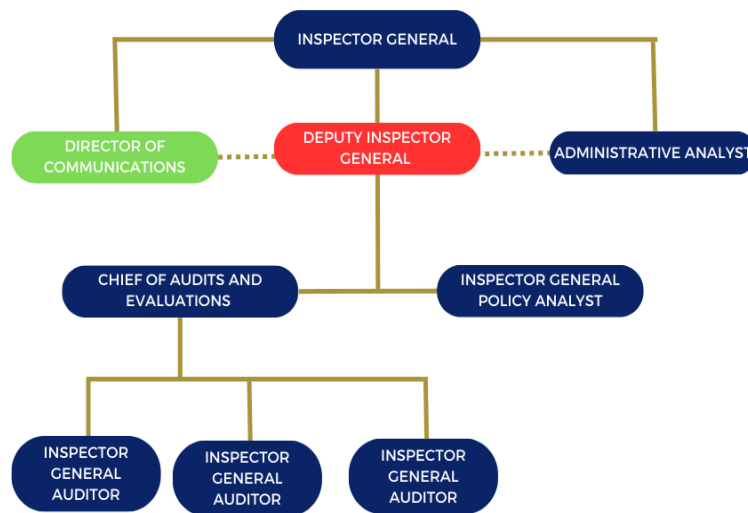 INSPECTOR GENERAL
DIRECTOR OF
COMMUNICATIONS
DEPUTY INSPECTOR
GENERAL
ADMINISTRATIVE ANALYST
CHIEF OF AUDITS AND
EVALUATIONS
INSPECTOR GENERAL
POLICY ANALYST
INSPECTOR
GENERAL
AUDITOR
INSPECTOR
GENERAL
AUDITOR
INSPECTOR
GENERAL
AUDITOR